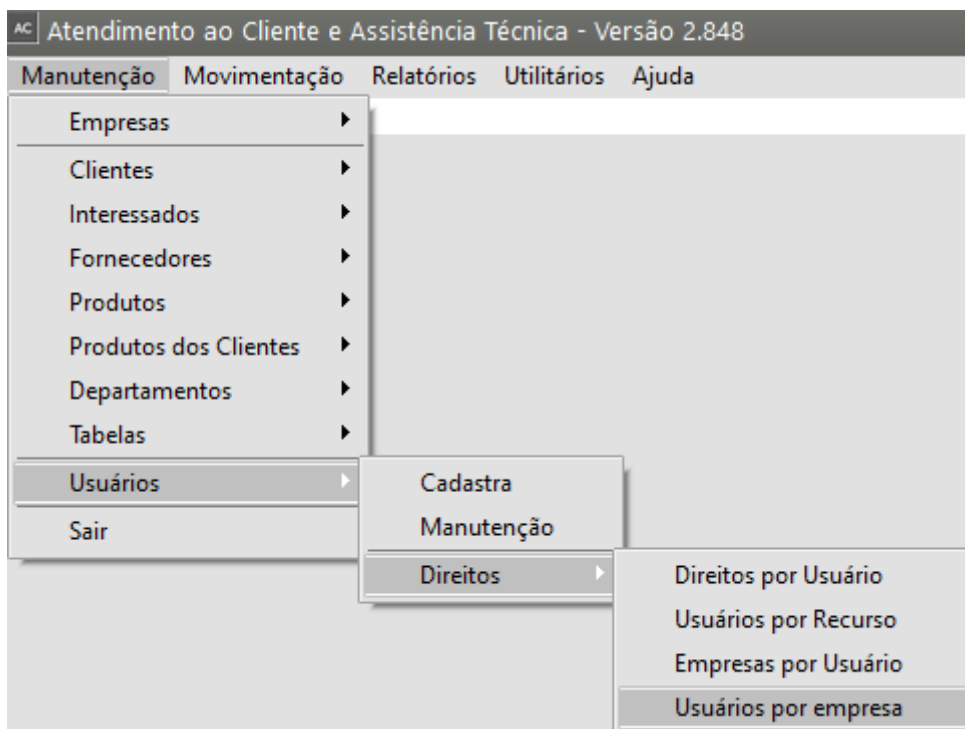 AC Atendimento ao Cliente e Assistência Técnica - Versão 2.848
Manutenção Movimentação Relatórios Utilitários Ajuda
Empresas
Clientes
Interessados
Fornecedores
Produtos
Produtos dos Clientes
Departamentos
Tabelas
Usuários
Sair
Cadastra
Manutenção
Direitos
Direitos por Usuário
Usuários por Recurso
Empresas por Usuário
Usuários por empresa